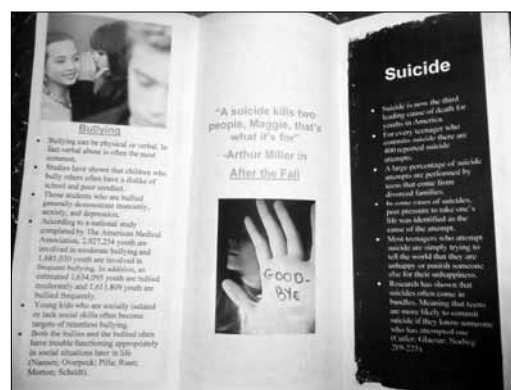 Bullying
• Bullying can be physical or verbal. In
fact verbal abuse is often the most
common.
• Studies have shown that children who
bully others often have a dislike of
school and poor conduct.
• Those students who are bullied
generally demonstrate insecurity,
anxiety, and depression.
• According to a national study
completed by The American Medical
Association, 2,027,254 youth are
involved in moderate bullying and
1,681,030 youth are involved in
frequent bullying. In addition, an
estimated 1,634,095 youth are bullied
moderately and 1,611,809 youth are
bullied frequently.
• Young kids who are socially isolated
or lack social skills often become
targets of relentless bullying.
• Both the bullies and the bullied often
have trouble functioning appropriately
in social situations later in life
(Nansen; Overpeck; Pilla; Ruan;
Morton; Scheidt).
"A suicide kills two
people, Maggie, that's
what it's for"
-Arthur Miller in
After the Fall
GOOD-
BYE
Suicide
• Suicide is now the third
leading cause of death for
youths in America
• For every teenager who
commits suicide there are
400 reported suicide
attempts.
• A large percentage of suicide
attempts are performed by
teens that come from
divorced families.
• In some cases of suicides,
peer pressure to take one's
life was identified as the
cause of the attempt.
• Most teenagers who attempt
suicide are simply trying to
tell the world that they are
unhappy or punish someone
else for their unhappiness.
• Research has shown that
suicides often come in
bundles. Meaning that teens
are more likely to commit
suicide if they know someone
who has attempted one